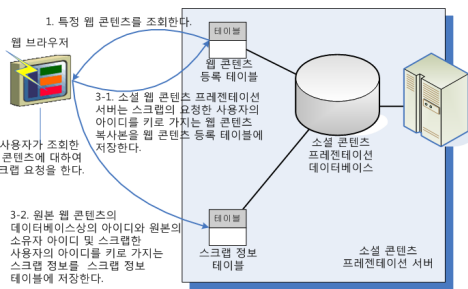 1. 특정 웹 콘텐츠를 조회한다.
테이블
웹 브라우저
웹 콘텐츠
등록 테이블
3-1. 소셜 웹 콘텐츠 프레젠테이션
서버는 스크랩의 요청한 사용자의
아이디를 키로 가지는 웹 콘텐츠
복사본을 웹 콘텐츠 등록 테이블에
저장한다.
소셜 콘텐츠
프레젠테이션
데이터베이스
사용자가 조회한
콘텐츠에 대하여
크랩 요청을 한다.
3-2. 원본 웹 콘텐츠의
데이터베이스상의 아이디와 원본의
소유자 아이디 및 스크랩한
사용자의 아이디를 키로 가지는
스크랩 정보를 스크랩 정보
테이블에 저장한다.
테이블
스크랩 정보
테이블
소셜 콘텐츠
프레젠테이션 서버